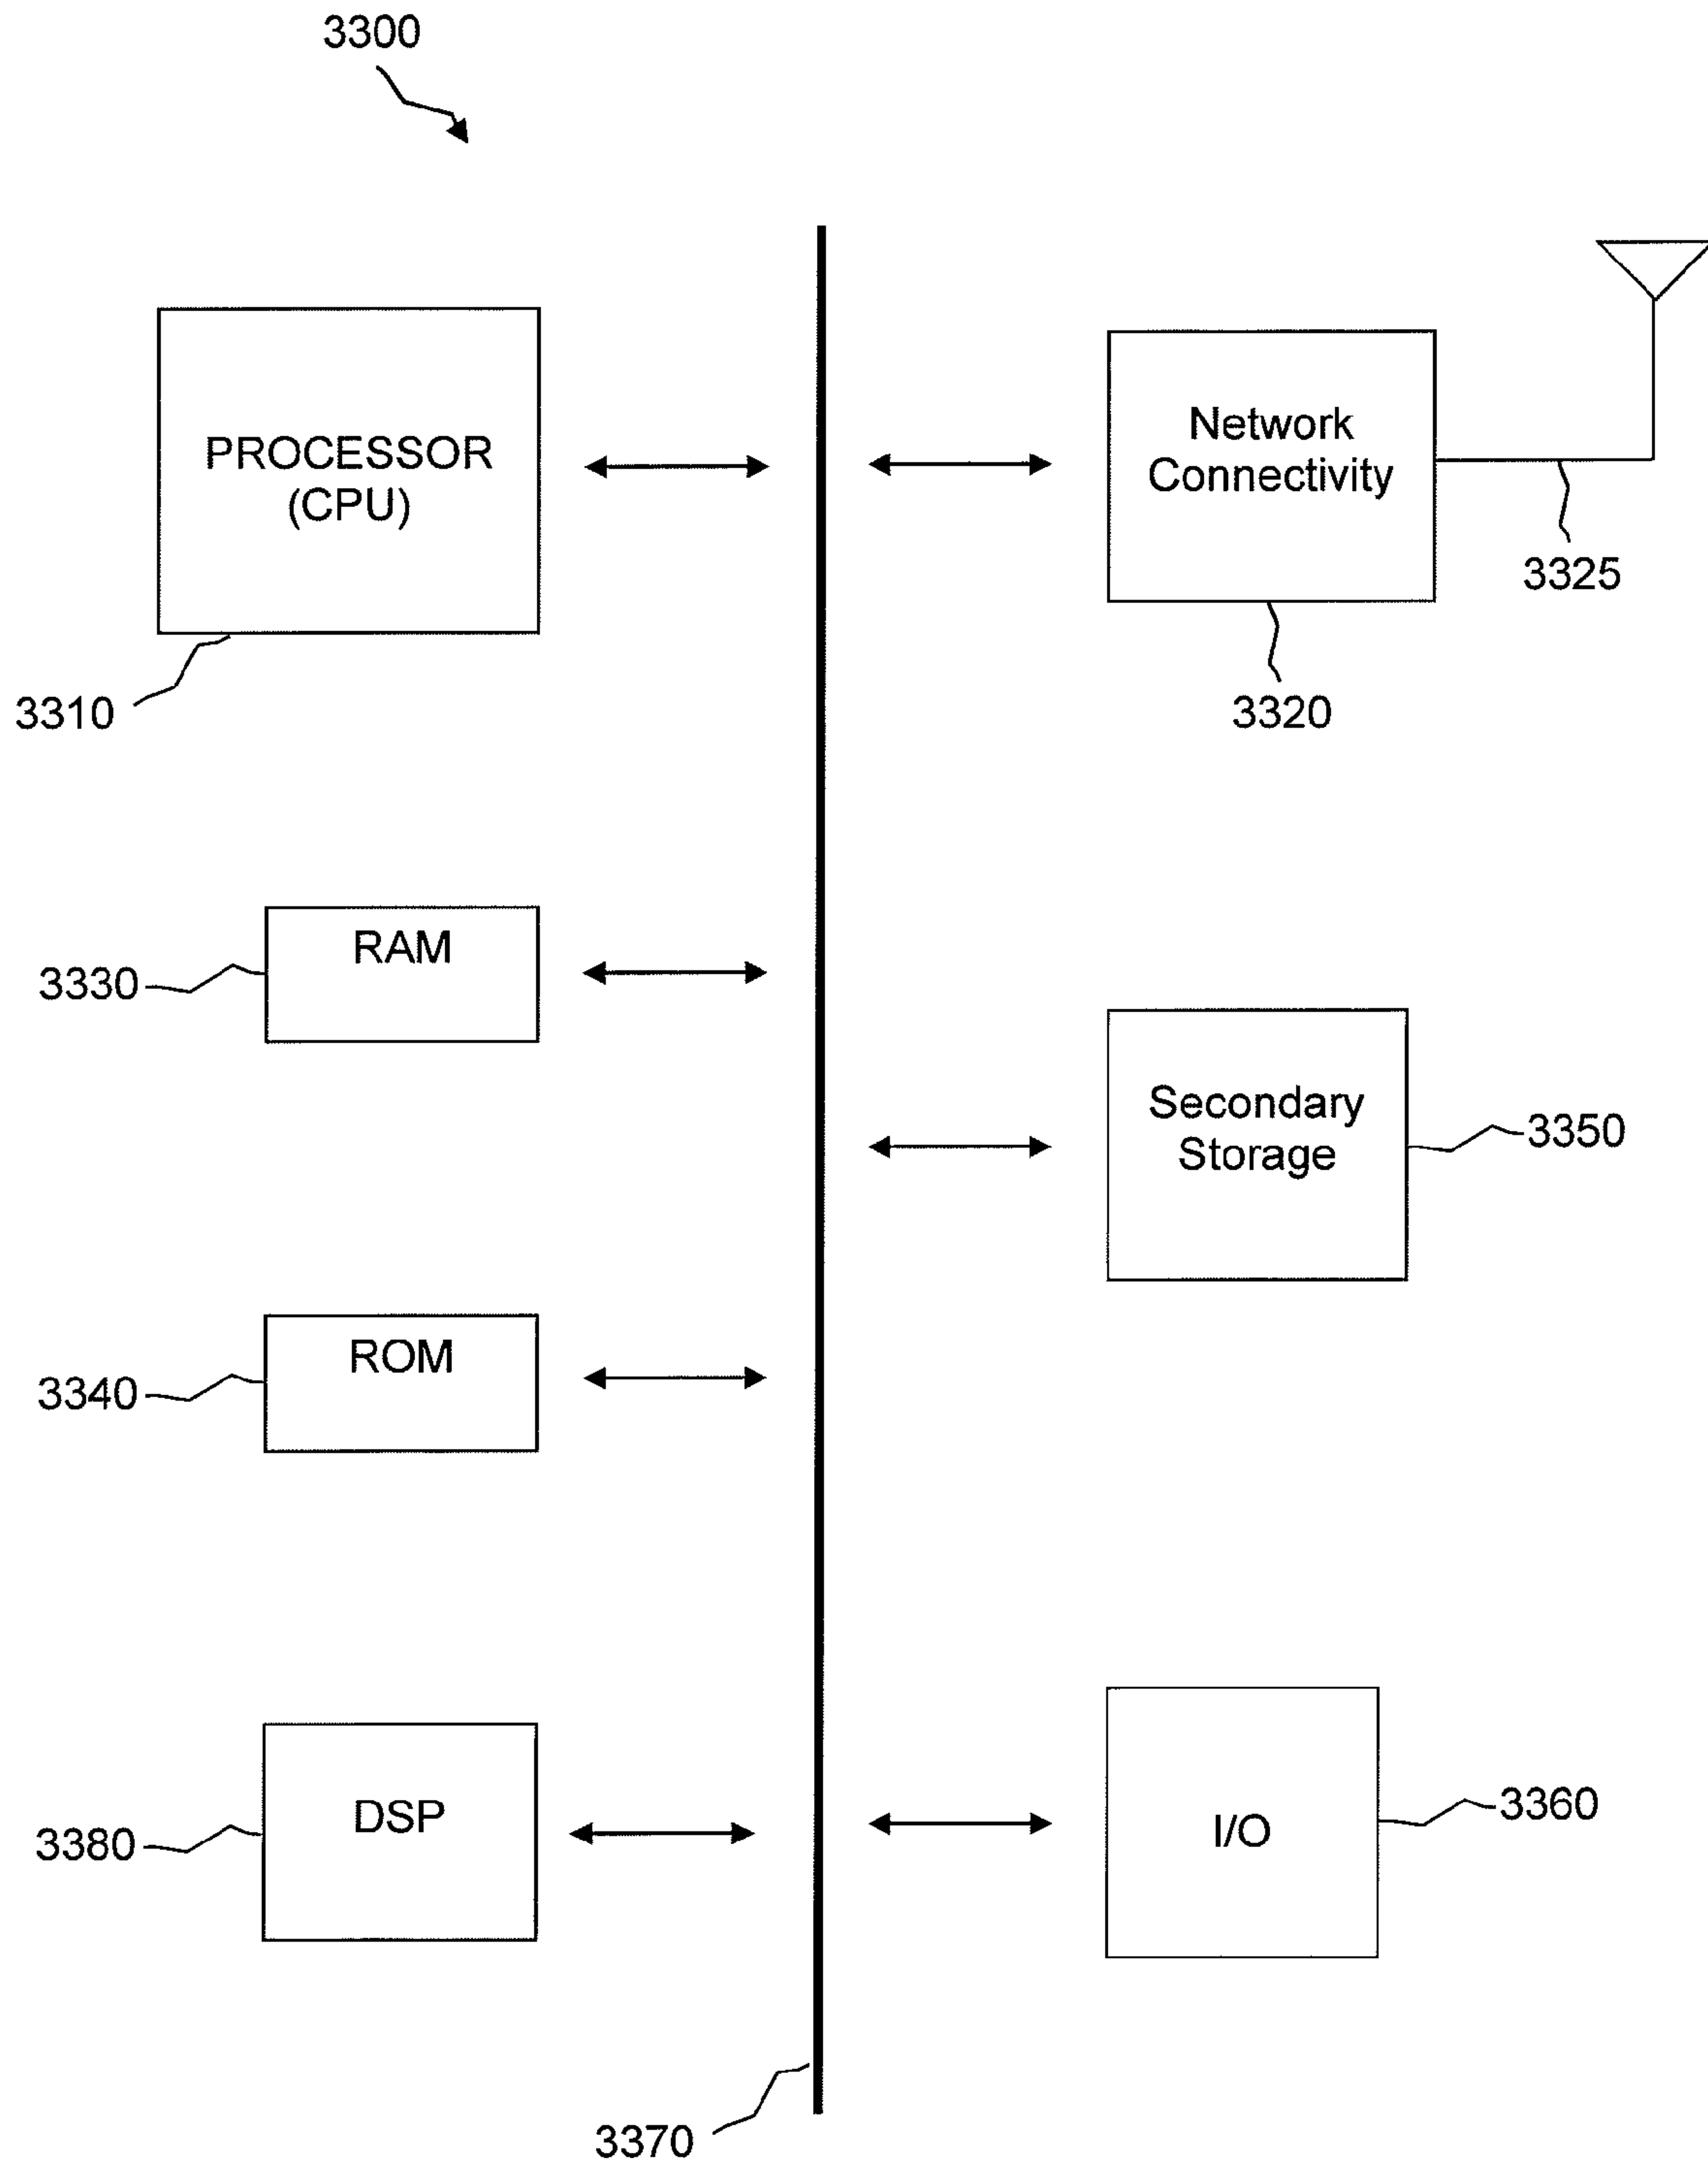 3300
PROCESSOR
(CPU)
3310
Network
Connectivity
3325
3320
RAM
3330
Secondary
Storage
3350
ROM
3340
DSP
3380
I/O
3360
3370